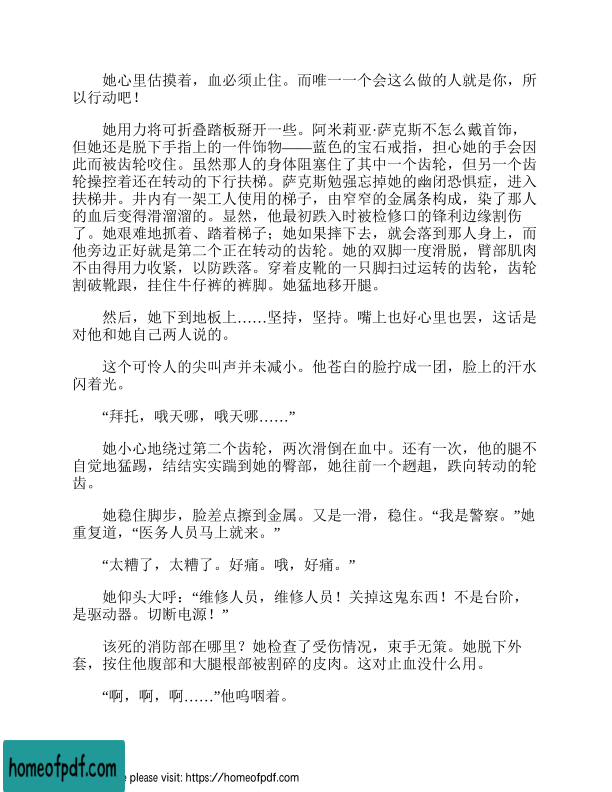 她心里估摸着，血必须止住。而唯一一个会这么做的人就是你，所
以行动吧！
她用力将可折叠踏板掰开一些。阿米莉亚·萨克斯不怎么戴首饰，
但她还是脱下手指上的一件饰物——蓝色的宝石戒指，担心她的手会因
此而被齿轮咬住。虽然那人的身体阻塞住了其中一个齿轮，但另一个齿
轮操控着还在转动的下行扶梯。萨克斯勉强忘掉她的幽闭恐惧症，进入
扶梯井。井内有一架工人使用的梯子，由窄窄的金属条构成，染了那人
的血后变得滑溜溜的。显然，他最初跌入时被检修口的锋利边缘割伤
了。她艰难地抓着、踏着梯子；她如果摔下去，就会落到那人身上，而
他旁边正好就是第二个正在转动的齿轮。她的双脚一度滑脱，臂部肌肉
不由得用力收紧，以防跌落。穿着皮靴的一只脚扫过运转的齿轮，齿轮
割破靴跟，挂住牛仔裤的裤脚。她猛地移开腿。
然后，她下到地板上……坚持，坚持。嘴上也好心里也罢，这话是
对他和她自己两人说的。
这个可怜人的尖叫声并未减小。他苍白的脸拧成一团，脸上的汗水
闪着光。
“拜托，哦天哪，哦天哪……”
她小心地绕过第二个齿轮，两次滑倒在血中。还有一次，他的腿不
自觉地猛踢，结结实实踹到她的臀部，她往前一个趔趄，跌向转动的轮
齿。
她稳住脚步，脸差点擦到金属。又是一滑，稳住。“我是警察。”她
重复道，“医务人员马上就来。”
“太糟了，太糟了。好痛。哦，好痛。”
她仰头大呼：“维修人员，维修人员！关掉这鬼东西！不是台阶，
是驱动器。切断电源！”
该死的消防部在哪里？她检查了受伤情况，束手无策。她脱下外
套，按住他腹部和大腿根部被割碎的皮肉。这对止血没什么用。
“啊，啊，啊……”他呜咽着。
homeofpdf.com
e please visit: https://homeofpdf.com